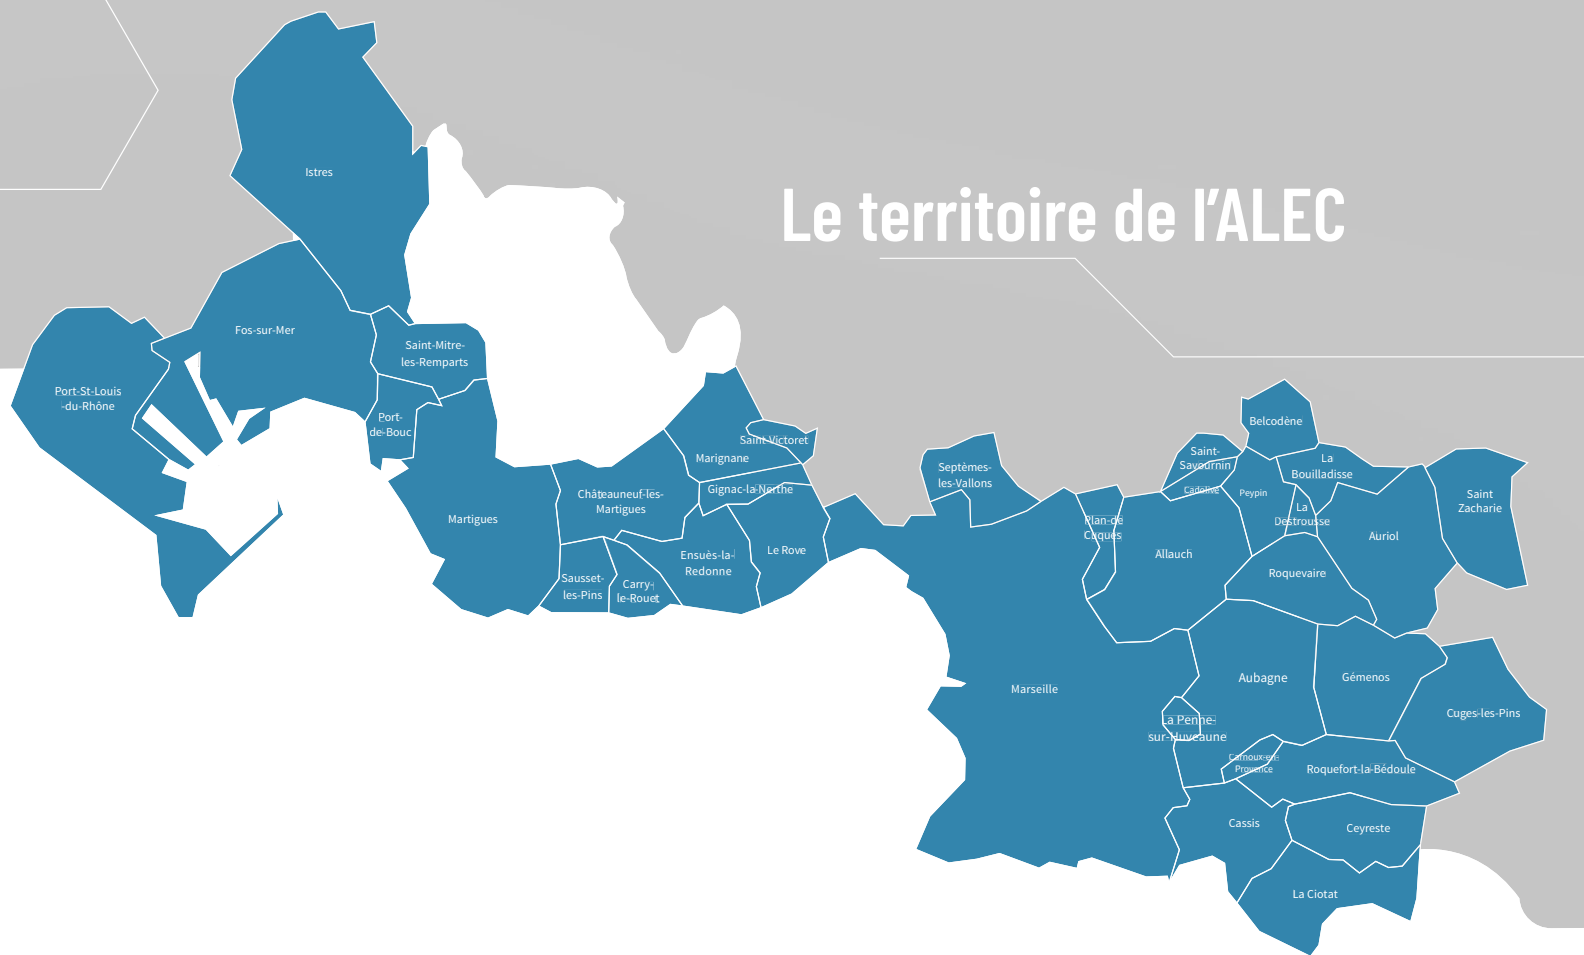 Le territoire de l'ALEC
Istres
Fos-sur-Mer
Port-St-Louis
-du-Rhône
Saint-Mitre-
les-Remparts
Port-
de-Bouc
Martigues
Châteauneuf-les-
Martigues
Sausset-
les-Pins
Carry-
le-Rouet
Ensuès-la-
Redonne
Le Rove
Gignac-la-Nerthe
Marignane
Saint-Victoret
Septèmes-
les-Vallons
Marseille
Plan-de
Cuques
Allauch
Saint-
Savournin
Cadolive
Peypin
Belcodène
La
Bouilladisse
La
Destrousse
Auriol
Saint
Zacharie
Roquevaire
Aubagne
Gémenos
Cuges-les-Pins
La Penne-
sur-Huveaune
Carnoux-en-
Provence
Roquefort-la-Bédoule
Cassis
Ceyreste
La Ciotat